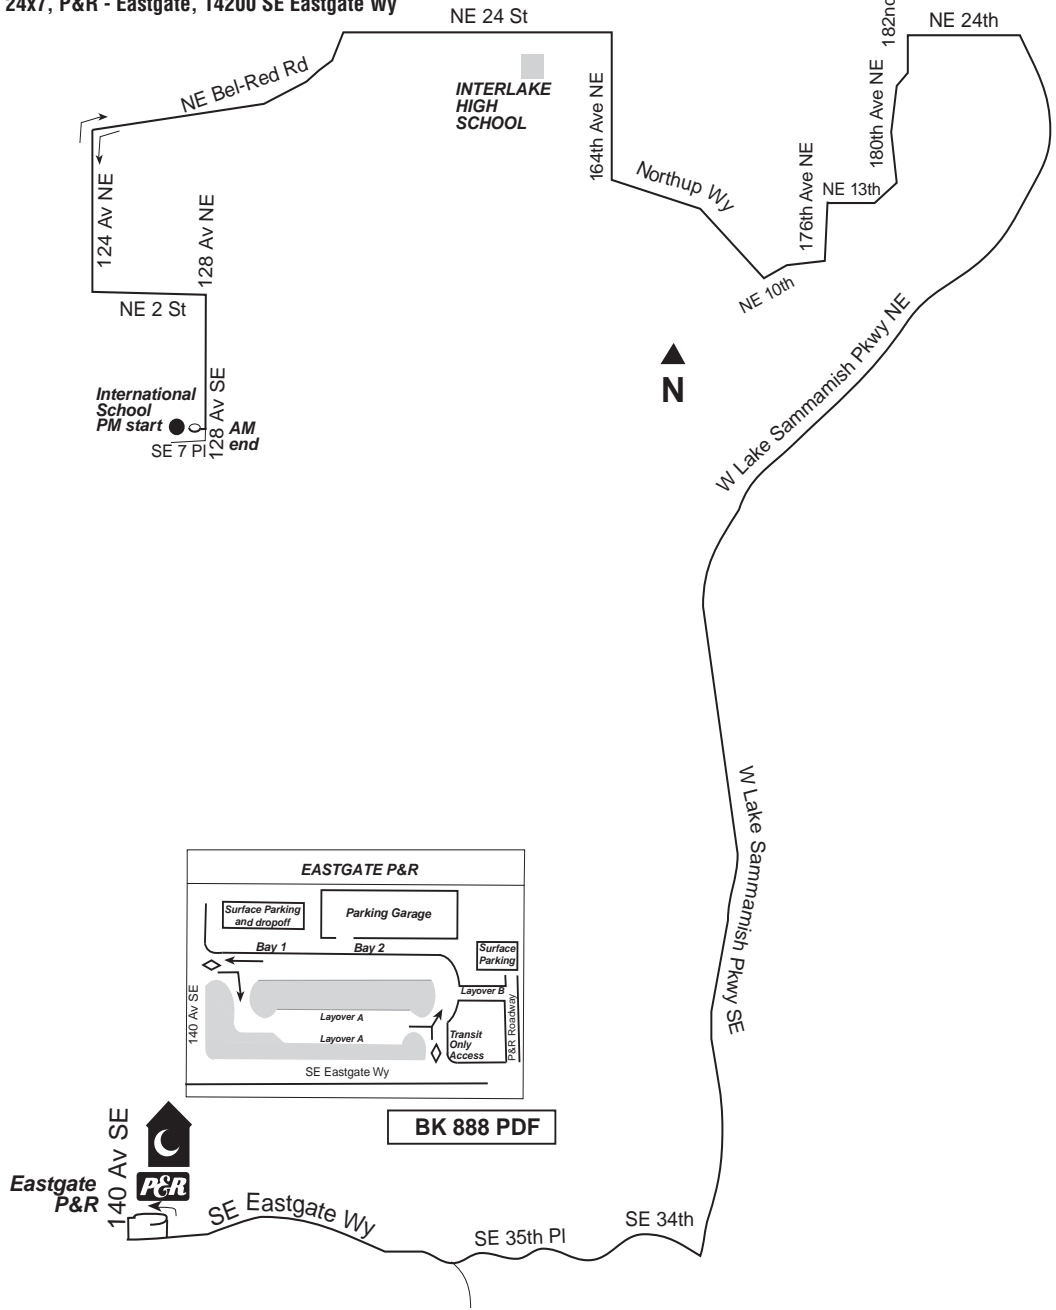 24x7, P&R - Eastgate, 14200 SE Eastgate Wy
NE 24 St
182nd
NE 24th
NE Bel-Red Rd
INTERLAKE
HIGH
SCHOOL
164th Ave NE
180th Ave NE
Northup Wy
176th Ave NE
NE 13th
124 Av NE
128 Av NE
NE 10th
NE 2 St
W Lake Sammamish Pkwy NE
N
International
School
PM start
128 Av SE
AM
end
SE 7 Pl
W Lake Sammamish Pkwy SE
EASTGATE P&R
Surface Parking
and dropoff
Parking Garage
Bay 1
Bay 2
Surface
Parking
140 Av SE
Layover B
Layover A
Layover A
Transit
Only
Access
P&R Roadway
SE Eastgate Wy
BK 888 PDF
140 Av SE
P&R
Eastgate
P&R
SE Eastgate Wy
SE 35th Pl
SE 34th